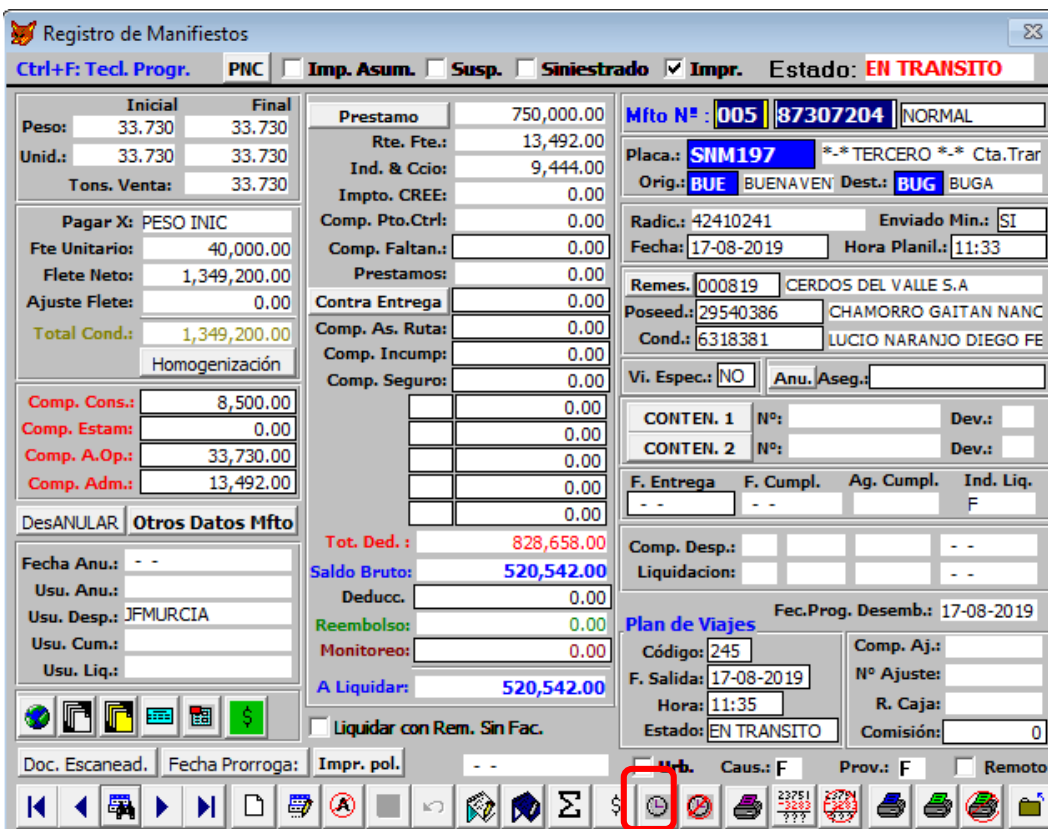 Registro de Manifiestos
Ctrl+F: Tecl. Progr. PNC Imp. Asum. Susp. Siniestrado Impr. Estado: EN TRANSITO
Inicial Final
Peso: 33.730 33.730
Unid.: 33.730 33.730
Tons. Venta: 33.730
Pagar X: PESO INIC
Fte Unitario: 40,000.00
Flete Neto: 1,349,200.00
Ajuste Flete: 0.00
Total Cond.: 1,349,200.00
Homogenización
Comp. Cons.: 8,500.00
Comp. Estam: 0.00
Comp. A.Op.: 33,730.00
Comp. Adm.: 13,492.00
DesANULAR Otros Datos Mfto
Fecha Anu.: - -
Usu. Anu.:
Usu. Desp.: JFMURCIA
Usu. Cum.:
Usu. Liq.:
Prestamo 750,000.00
Rte. Fte.: 13,492.00
Ind. & Ccio: 9,444.00
Impto. CREE: 0.00
Comp. Pto.Ctrl: 0.00
Comp. Faltan.: 0.00
Prestamos: 0.00
Contra Entrega 0.00
Comp. As. Ruta: 0.00
Comp. Incump: 0.00
Comp. Seguro: 0.00
0.00
0.00
0.00
0.00
0.00
Tot. Ded. : 828,658.00
Saldo Bruto: 520,542.00
Deducc. 0.00
Reembolso: 0.00
Monitoreo: 0.00
A Liquidar: 520,542.00
Liquidar con Rem. Sin Fac.
Mfto Nº : 005 87307204 NORMAL
Placa.: SNM197 *-* TERCERO *-* Cta.Tran
Orig.: BUE BUENAVEN Dest.: BUG BUGA
Radic.: 42410241 Enviado Min.: SI
Fecha: 17-08-2019 Hora Planil.: 11:33
Remes. 000819 CERDOS DEL VALLE S.A
Poseed.: 29540386 CHAMORRO GAITAN NANC
Cond.: 6318381 LUCIO NARANJO DIEGO FE
Vi. Espec.: NO Anu. Aseg.:
CONTEN. 1 Nº: Dev.:
CONTEN. 2 Nº: Dev.:
F. Entrega F. Cumpl. Ag. Cumpl. Ind. Liq.
- - - - F
Comp. Desp.: - -
Liquidacion: - -
Fec.Prog. Desemb.: 17-08-2019
Plan de Viajes
Código: 245
F. Salida: 17-08-2019
Hora: 11:35
Estado: EN TRANSITO
Comp. Aj.:
Nº Ajuste:
R. Caja:
Comisión: 0
Doc. Escanead. Fecha Prorroga: Impr. pol. - - Urb. Caus.: F Prov.: F Remoto